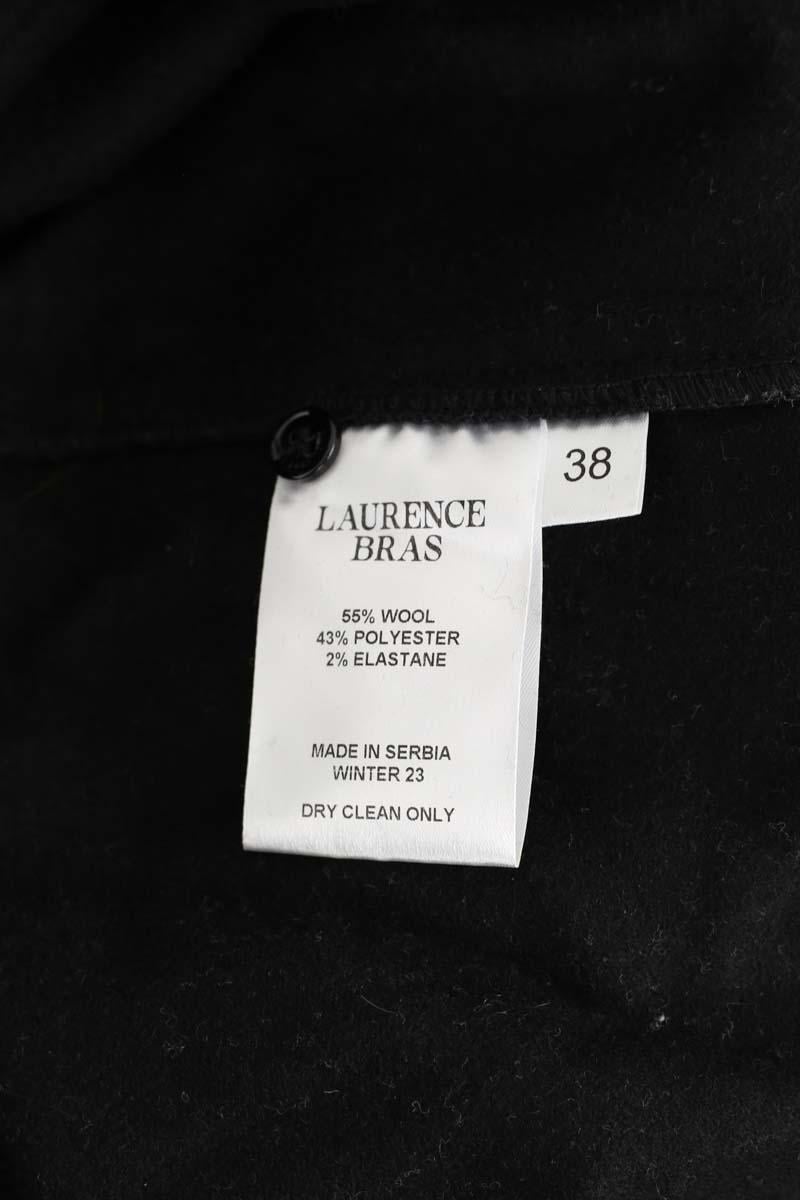 38
LAURENCE
BRAS
55% WOOL
43% POLYESTER
2% ELASTANE
MADE IN SERBIA
WINTER 23
DRY CLEAN ONLY